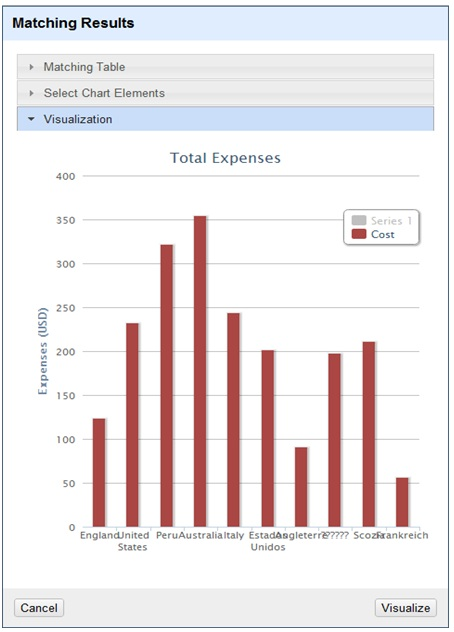 Matching Results
Matching Table
Select Chart Elements
Visualization
Total Expenses
Expenses (USD)
400
350
300
250
200
150
100
50
0
Series 1
Cost
England
United States
Peru
Australia
Italy
Estados Unidos
Angleterre
??????
Scozia
Frankreich
Cancel
Visualize